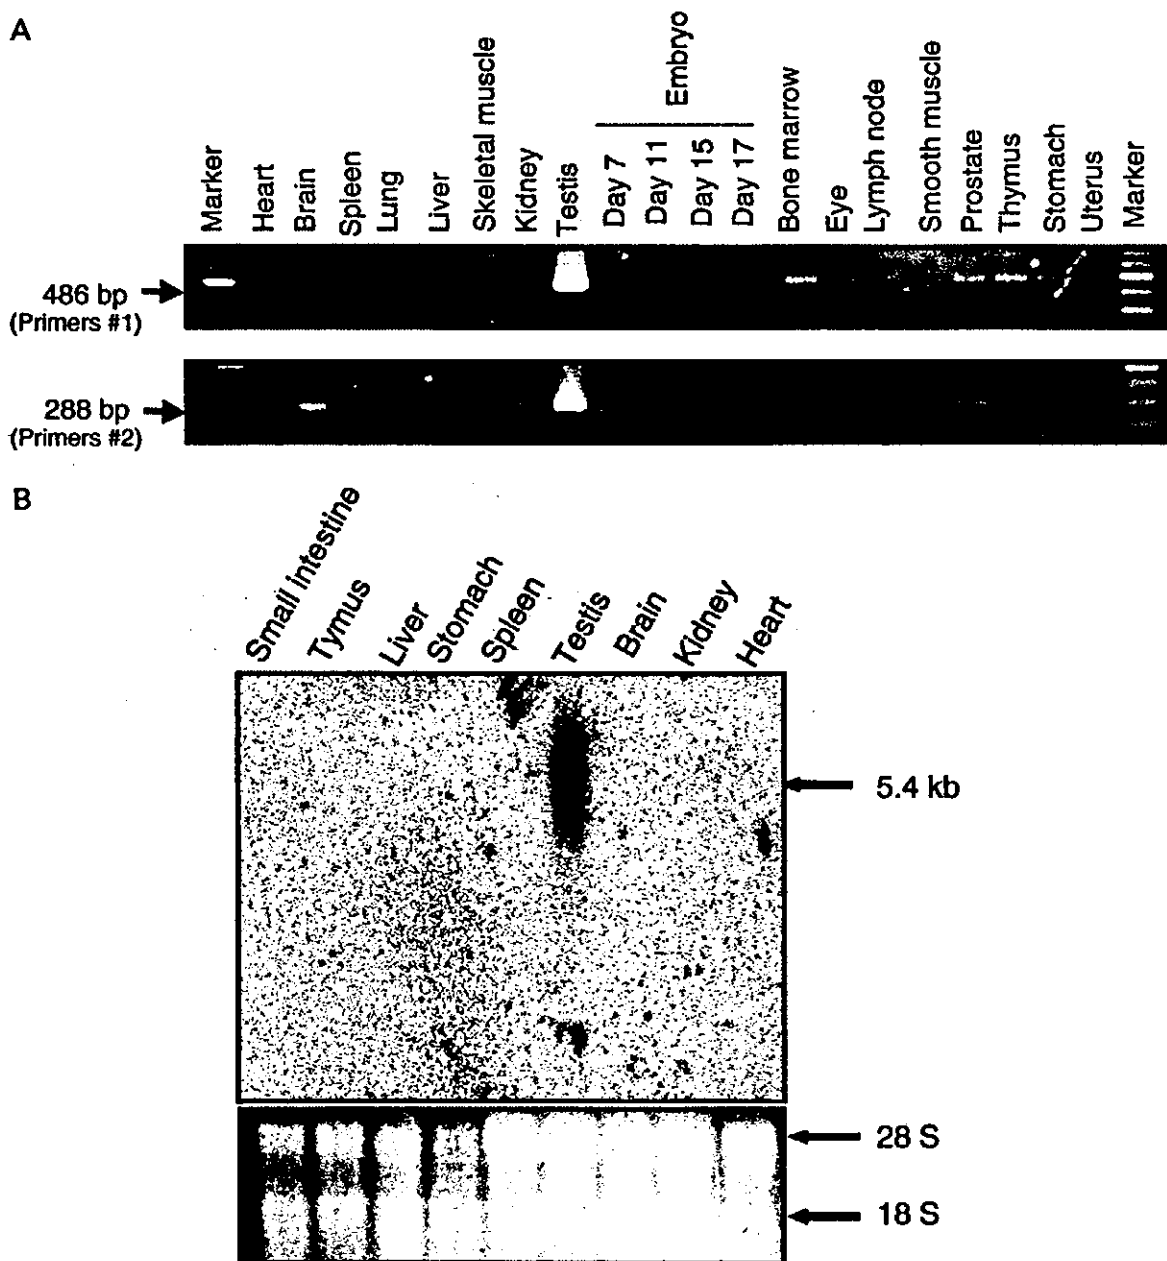 A
Marker
Heart
Brain
Spleen
Lung
Liver
Skeletal muscle
Kidney
Testis
Embryo
Day 7
Day 11
Day 15
Day 17
Bone marrow
Eye
Lymph node
Smooth muscle
Prostate
Thymus
Stomach
Uterus
Marker
486 bp
(Primers #1)
288 bp
(Primers #2)
B
Small intestine
Tymus
Liver
Stomach
Spleen
Testis
Brain
Kidney
Heart
5.4 kb
28 S
18 S